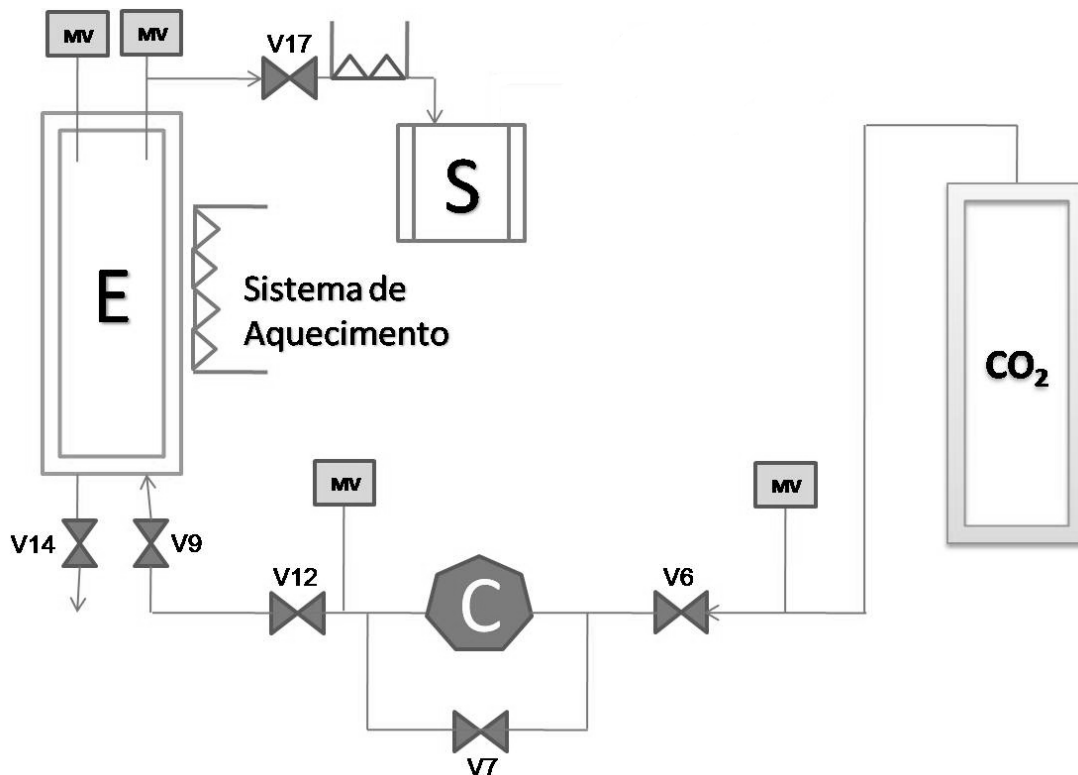 MV
MV
V17
S
E
Sistema de
Aquecimento
CO₂
MV
MV
V14
V9
V12
C
V6
V7